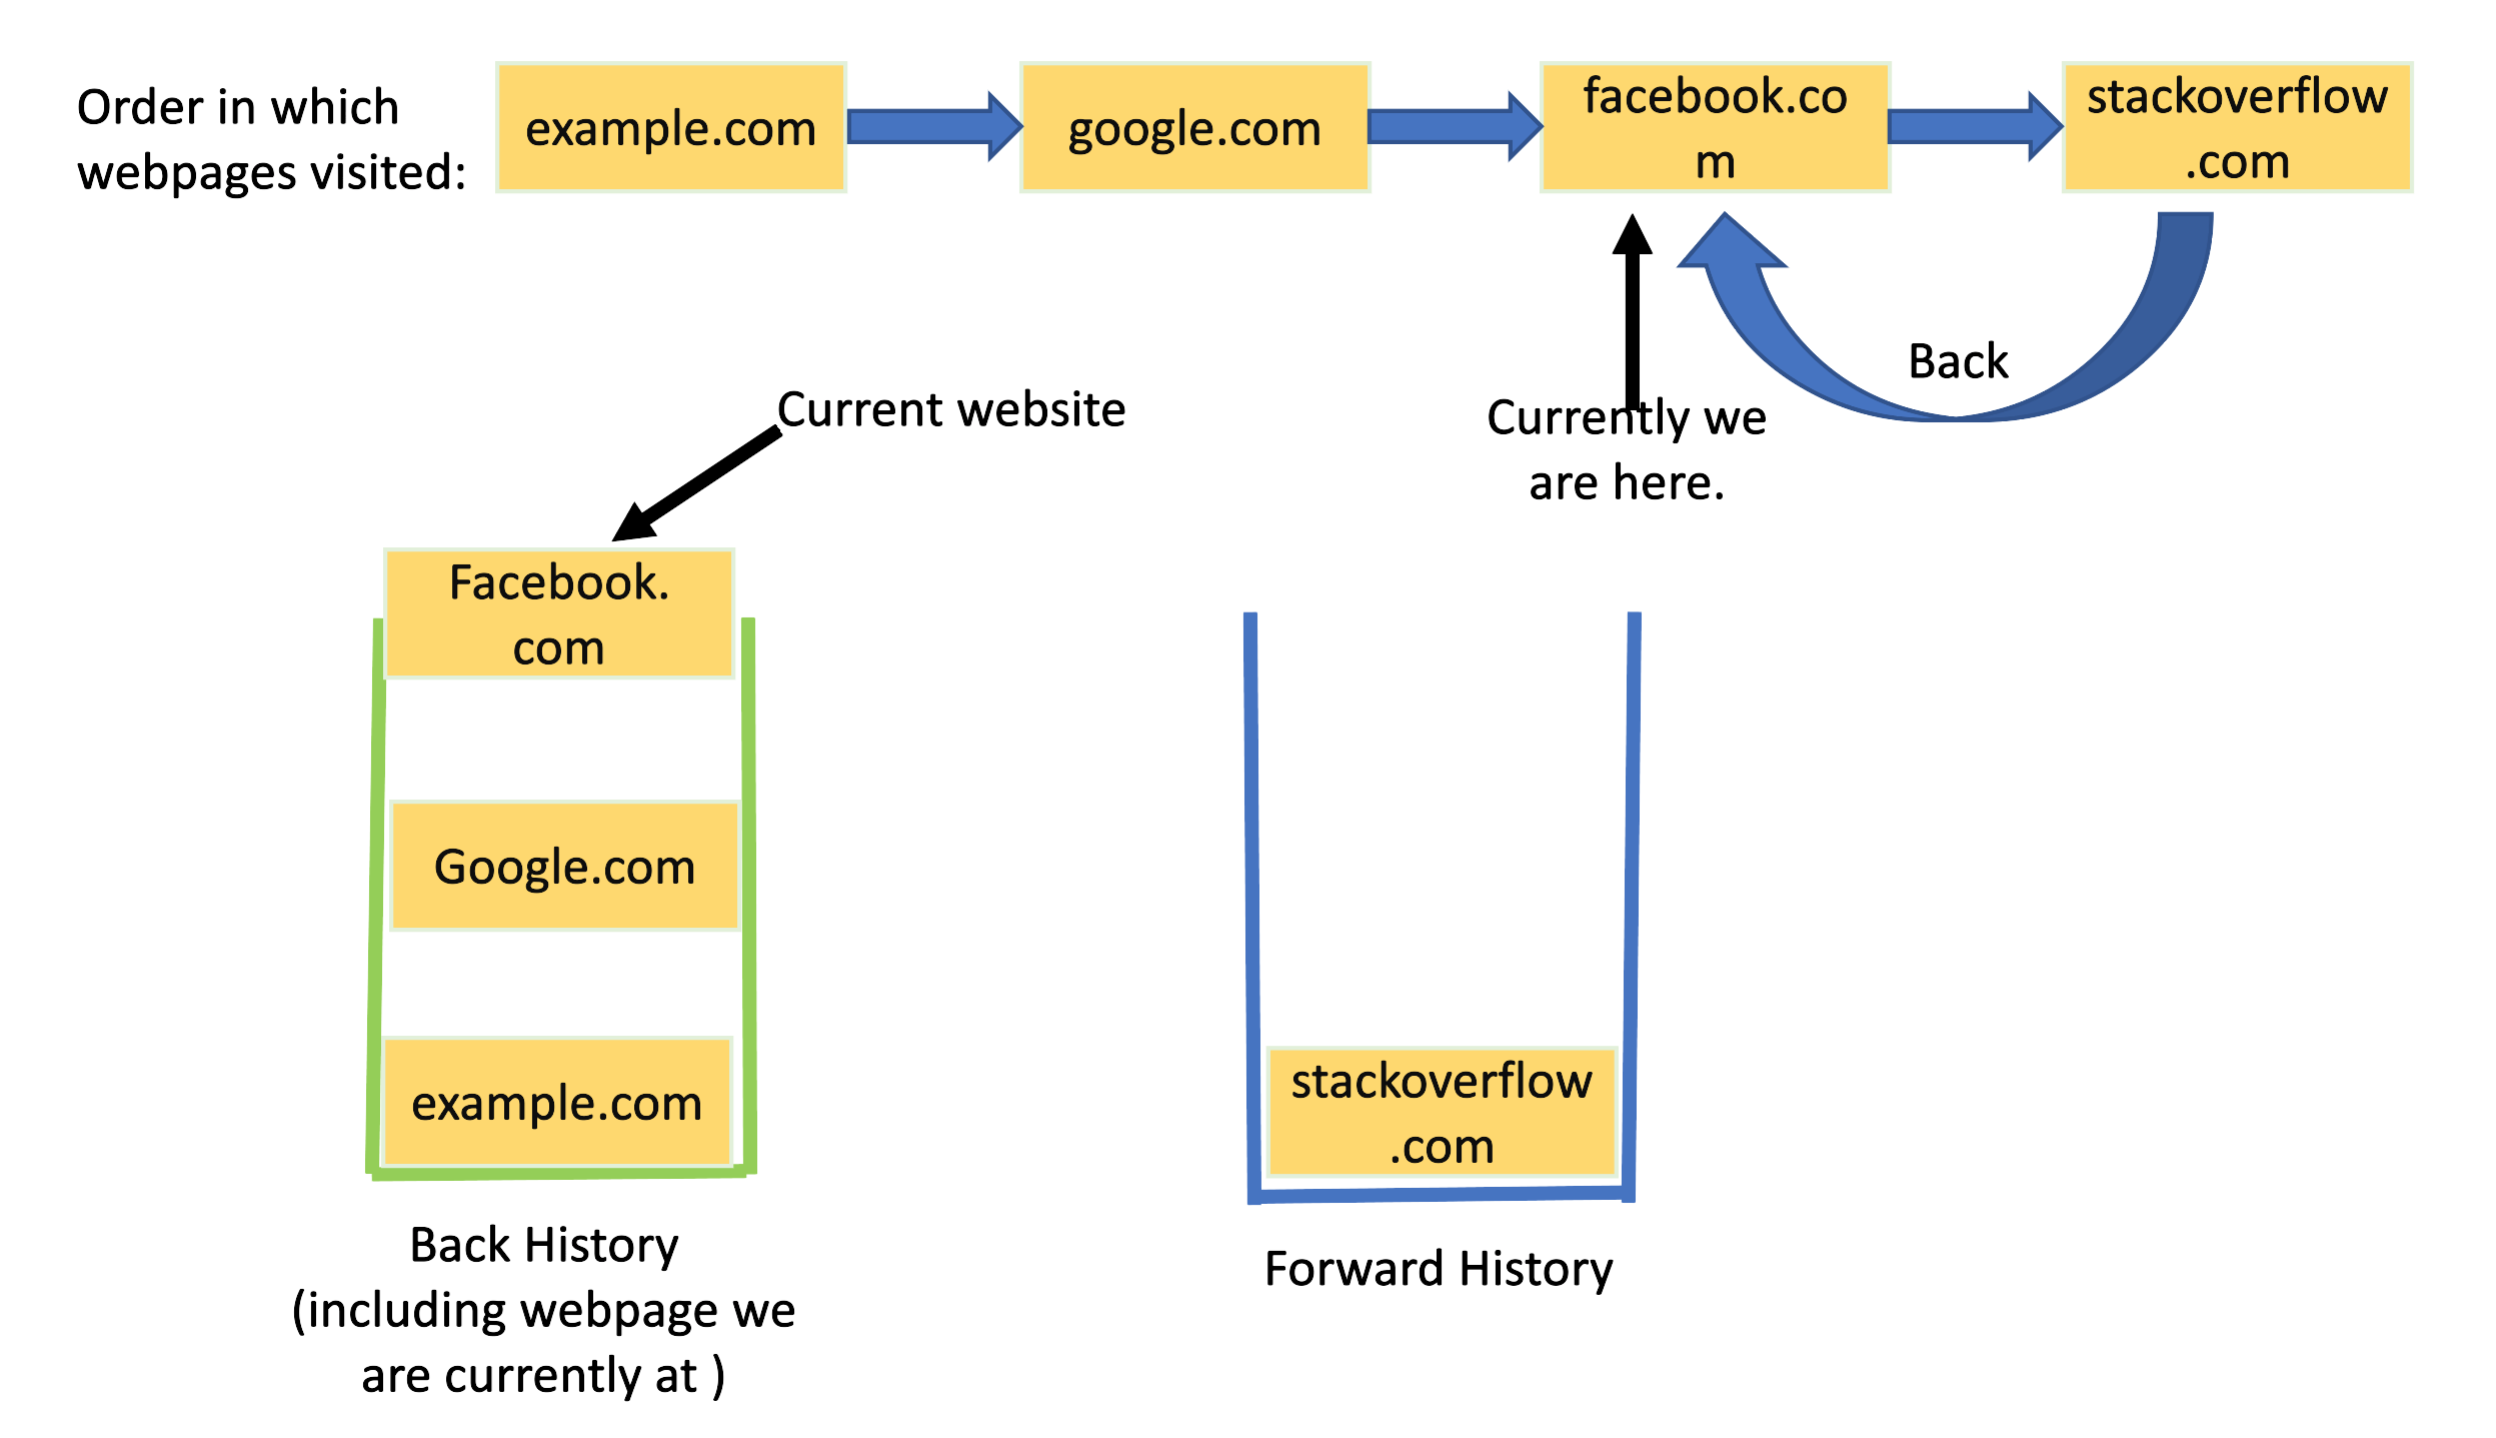 Order in which
webpages visited:
example.com
google.com
facebook.co
m
stackoverflow
.com
Back
Current website
Currently we
are here.
Facebook.
com
Google.com
example.com
stackoverflow
.com
Back History
(including webpage we
are currently at )
Forward History